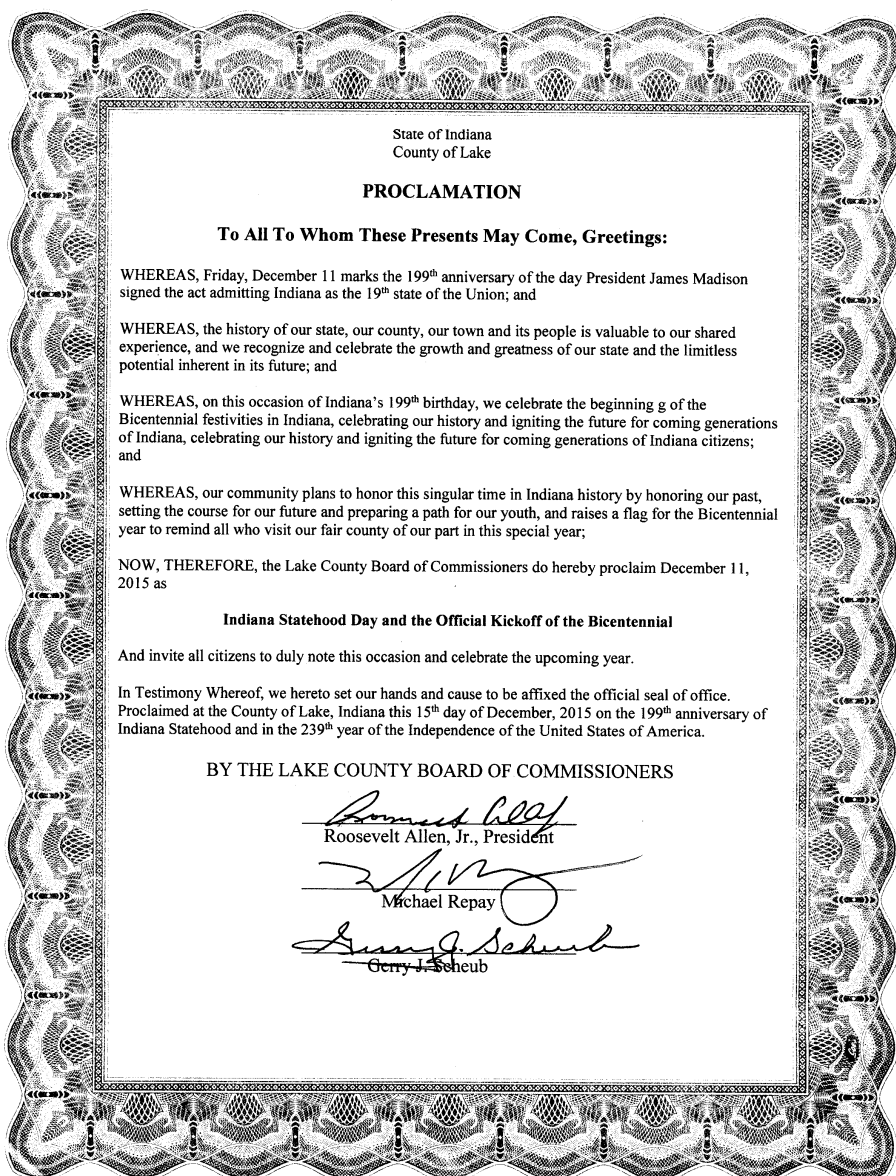 State of Indiana
County of Lake
PROCLAMATION
To All To Whom These Presents May Come, Greetings:
WHEREAS, Friday, December 11 marks the 199th anniversary of the day President James Madison
signed the act admitting Indiana as the 19th state of the Union; and
WHEREAS, the history of our state, our county, our town and its people is valuable to our shared
experience, and we recognize and celebrate the growth and greatness of our state and the limitless
potential inherent in its future; and
WHEREAS, on this occasion of Indiana's 199th birthday, we celebrate the beginning g of the
Bicentennial festivities in Indiana, celebrating our history and igniting the future for coming generations
of Indiana, celebrating our history and igniting the future for coming generations of Indiana citizens;
and
WHEREAS, our community plans to honor this singular time in Indiana history by honoring our past,
setting the course for our future and preparing a path for our youth, and raises a flag for the Bicentennial
year to remind all who visit our fair county of our part in this special year;
NOW, THEREFORE, the Lake County Board of Commissioners do hereby proclaim December 11,
2015 as
Indiana Statehood Day and the Official Kickoff of the Bicentennial
And invite all citizens to duly note this occasion and celebrate the upcoming year.
In Testimony Whereof, we hereto set our hands and cause to be affixed the official seal of office.
Proclaimed at the County of Lake, Indiana this 15th day of December, 2015 on the 199th anniversary of
Indiana Statehood and in the 239th year of the Independence of the United States of America.
BY THE LAKE COUNTY BOARD OF COMMISSIONERS
Roosevelt Allen, Jr., President
Michael Repay
Gerry J. Scheub
Gerry J. Scheub